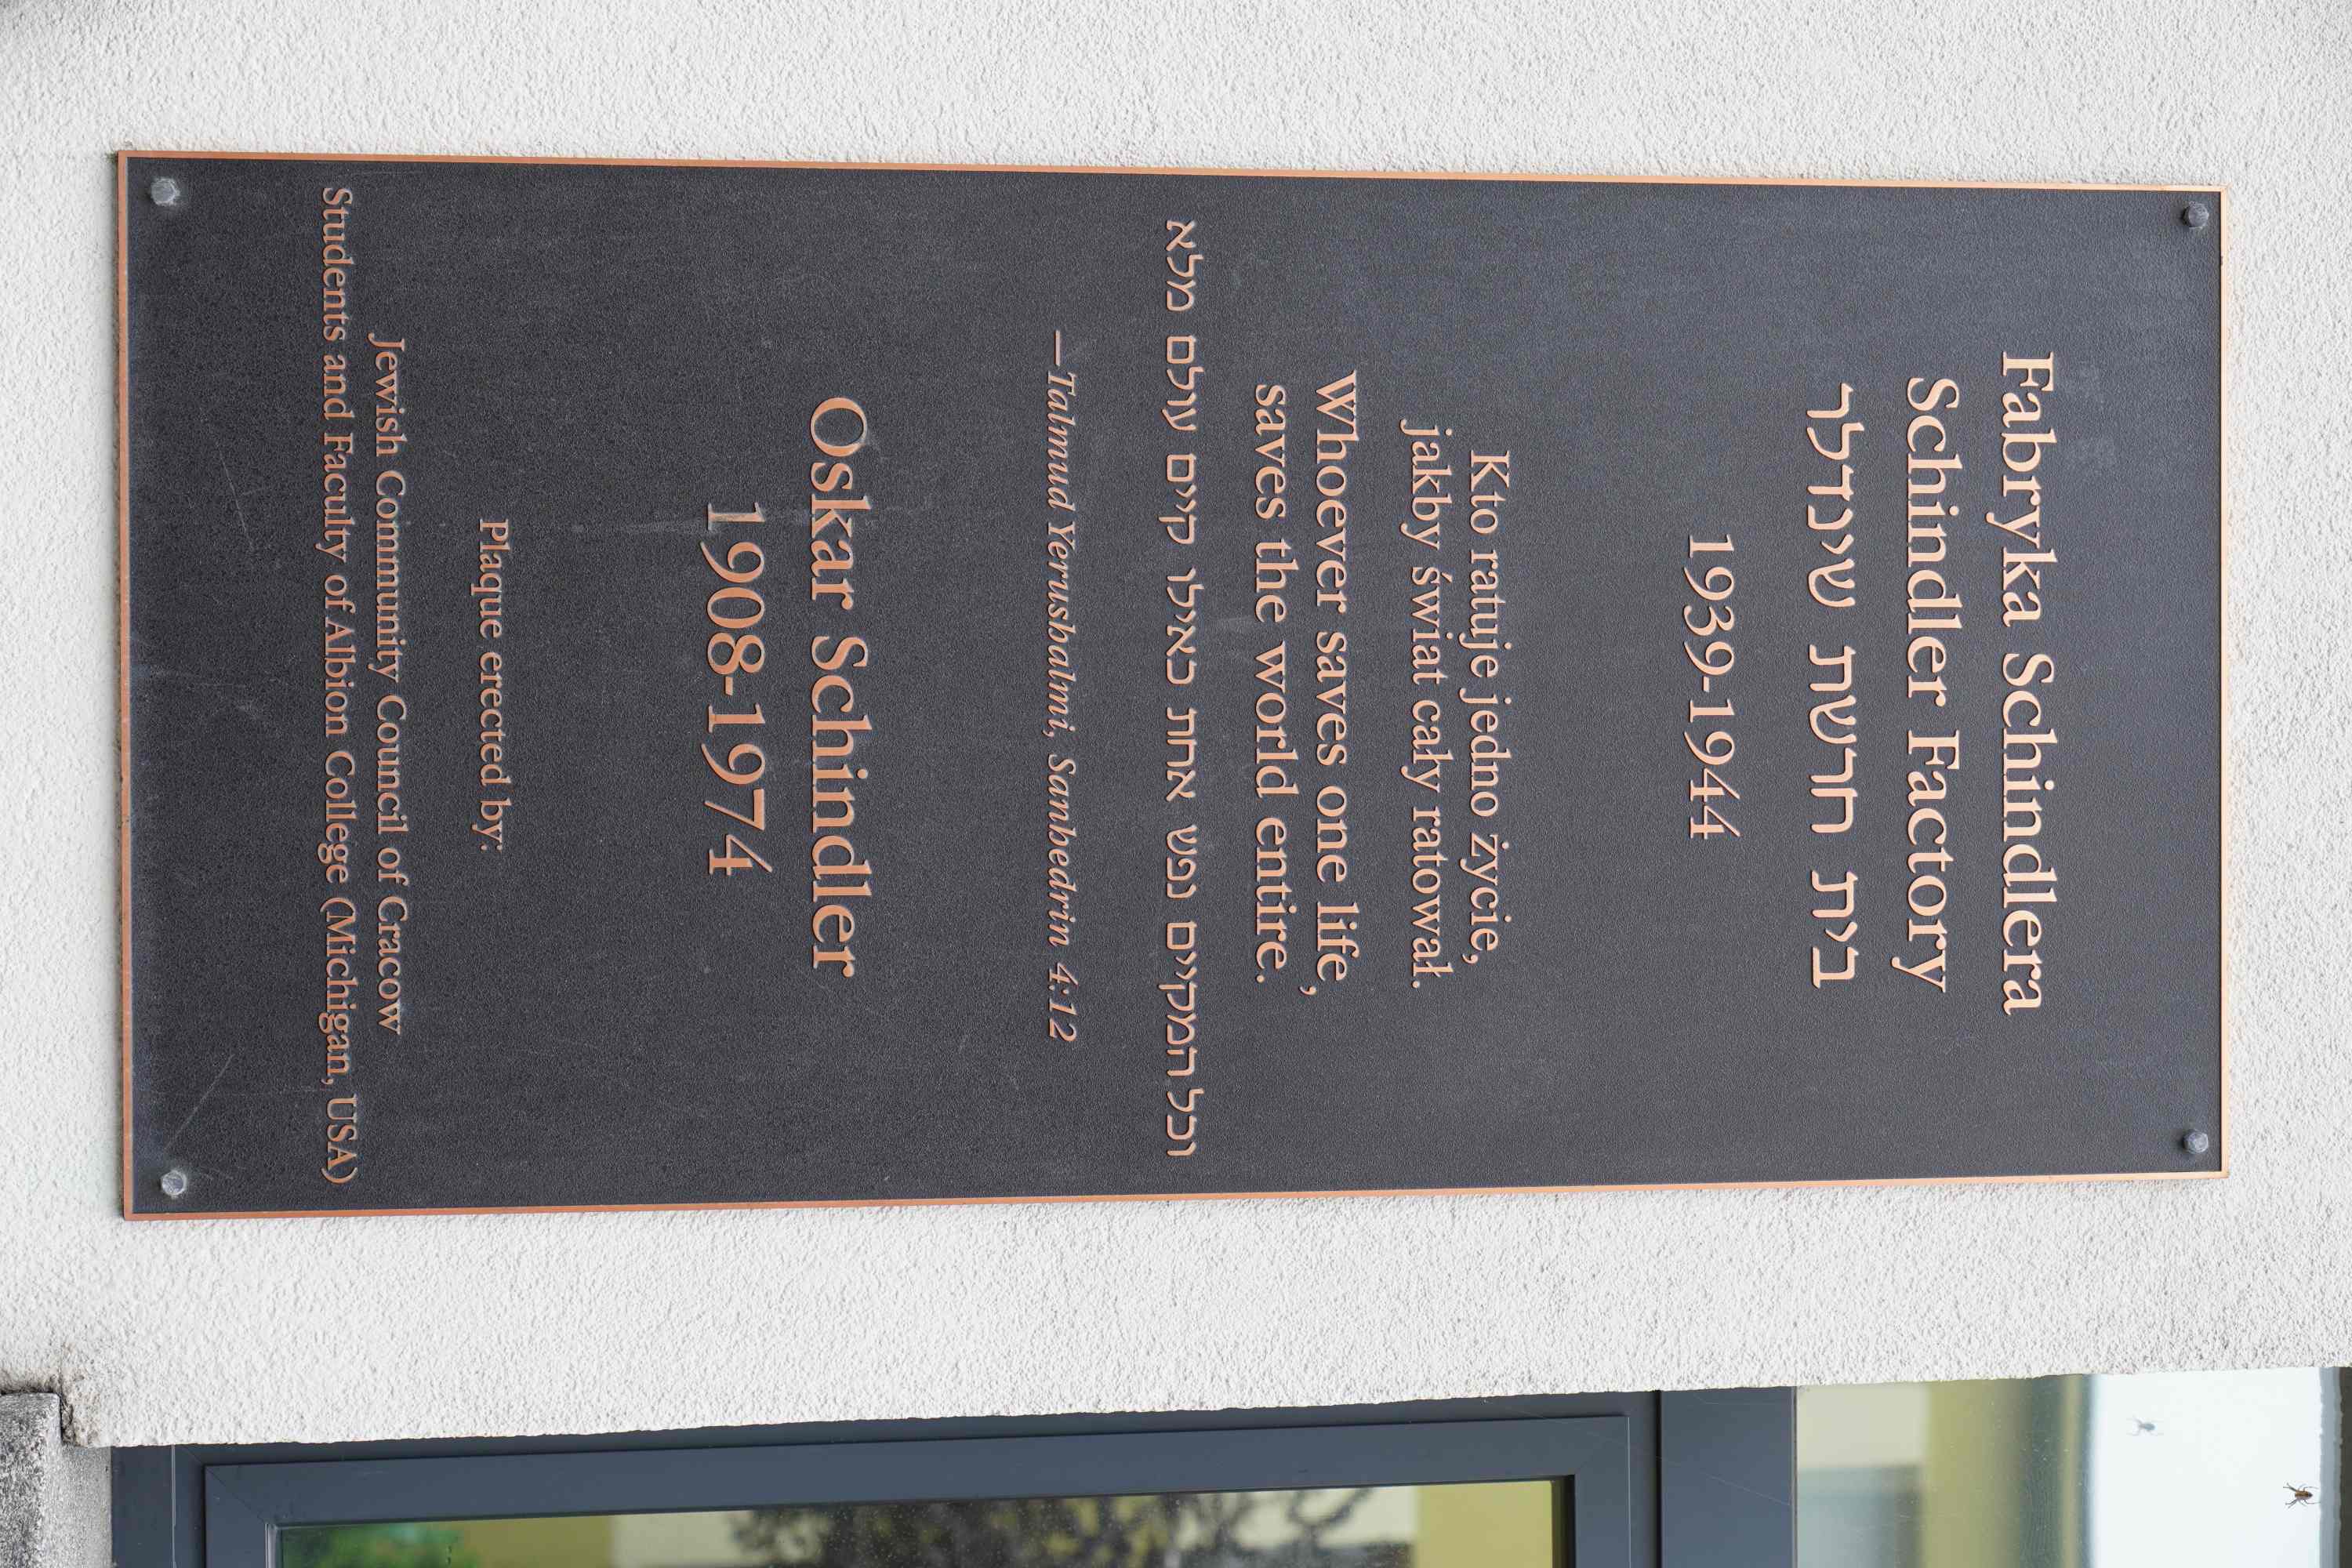 Fabryka Schindlera
Schindler Factory
בית חרשת שינדלר
1939-1944
Kto ratuje jedno życie,
jakby świat cały ratował.
Whoever saves one life,
saves the world entire.
וכל המקיים נפש אחת כאילו קיים עולם מלא
—Talmud Yerushalmi, Sanhedrin 4:12
Oskar Schindler
1908-1974
Plaque erected by:
Jewish Community Council of Cracow
Students and Faculty of Albion College (Michigan, USA)